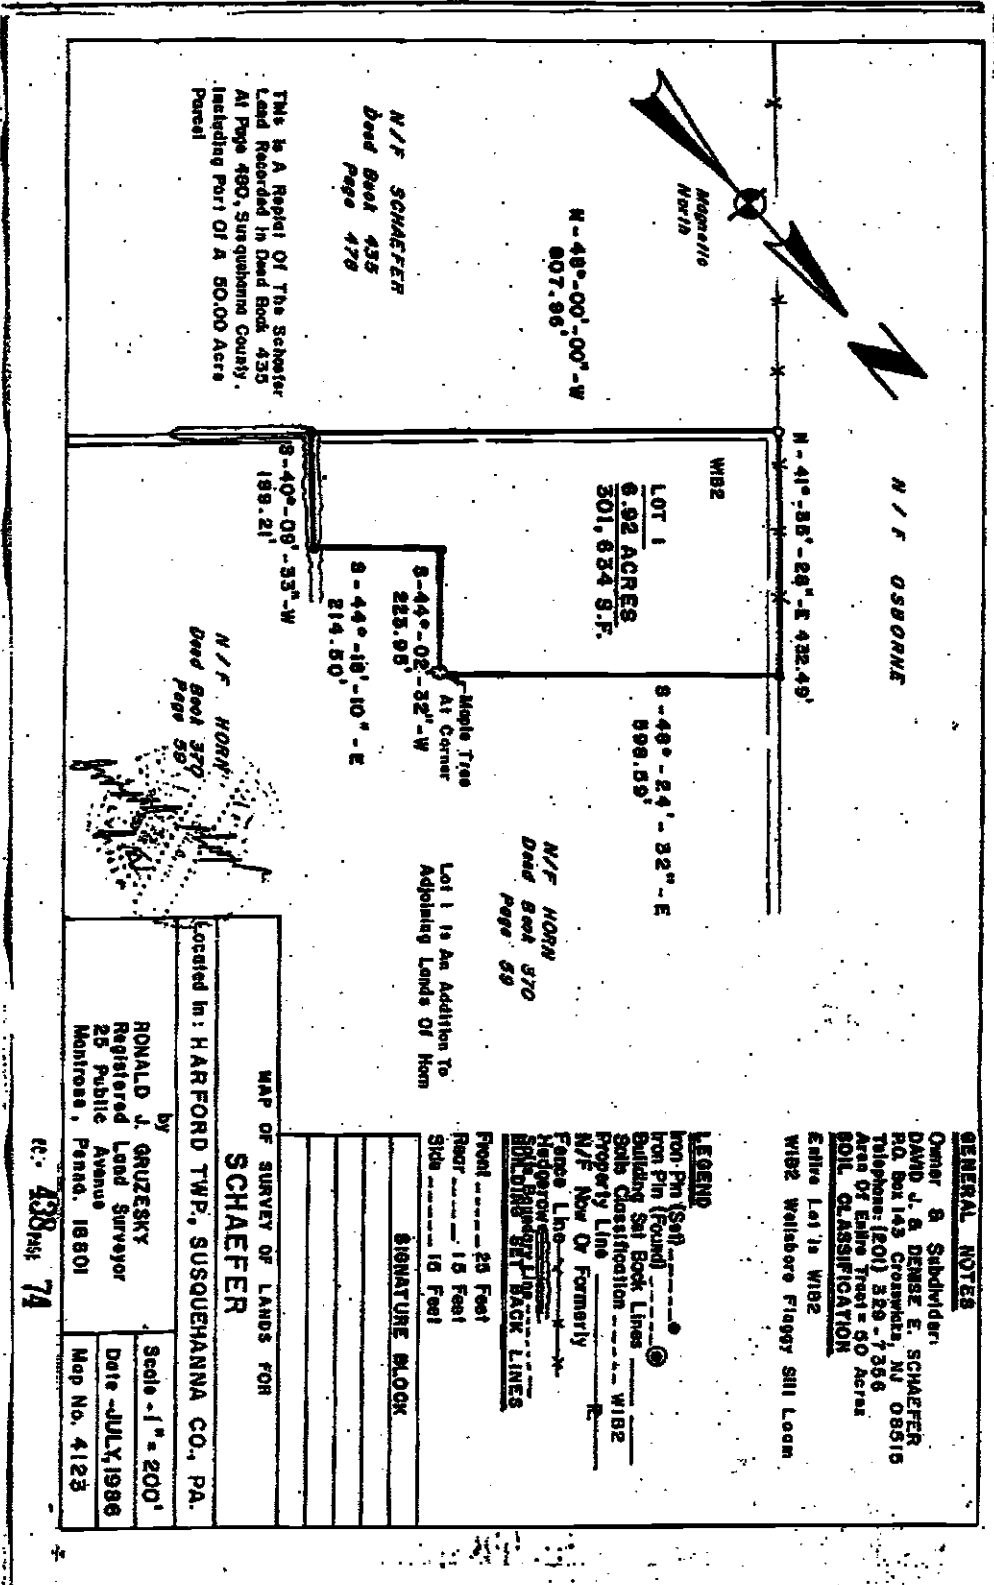 GENERAL NOTES
Owner & Subdivider:
DAVID J. & DENISE E. SCHAEFER
P.O. Box 143 Crosswicks, NJ 08515
Telephone: (201) 329-7356
Area Of Entire Tract = 50 Acres
SOIL CLASSIFICATION
Entire Lot Is W1B2
W1B2 Wellsboro Flaggy Silt Loam
LEGEND
Iron Pin (Set)
Iron Pin (Found)
Building Set Back Lines
Soils Classification W1B2
Property Line
N/F Now Or Formerly
Fence Line
Hedgerow
Soils Boundary Line
BUILDING SET BACK LINES
Front 25 Feet
Rear 15 Feet
Side 15 Feet
SIGNATURE BLOCK
MAP OF SURVEY OF LANDS FOR
SCHAEFER
Located in: HARFORD TWP., SUSQUEHANNA CO., PA.
by
RONALD J. GRUZESKY
Registered Land Surveyor
25 Public Avenue
Montrose, Penna. 18801
Scale - 1" = 200'
Date - JULY, 1986
Map No. 4123
438 PAGE 74
N / F OSBORNE
N-41°-35'-28"-E 432.49'
Magnetic
North
N-48°-00'-00"-W
807.96'
N/F SCHAEFER
Deed Book 435
Page 478
This Is A Replat Of The Schaefer
Land Recorded In Deed Book 435
At Page 480, Susquehanna County,
Including Part Of A 50.00 Acre
Parcel
W1B2
LOT 1
6.92 ACRES
301,634 S.F.
S-48°-24'-32"-E
598.59'
Maple Tree
At Corner
S-44°-02'-32"-W
225.95'
S-44°-18'-10"-E
214.50'
S-40°-09'-33"-W
199.21'
N/F HORN
Deed Book 370
Page 59
N/F HORN
Deed Book 370
Page 59
Lot 1 Is An Addition To
Adjoining Lands Of Horn